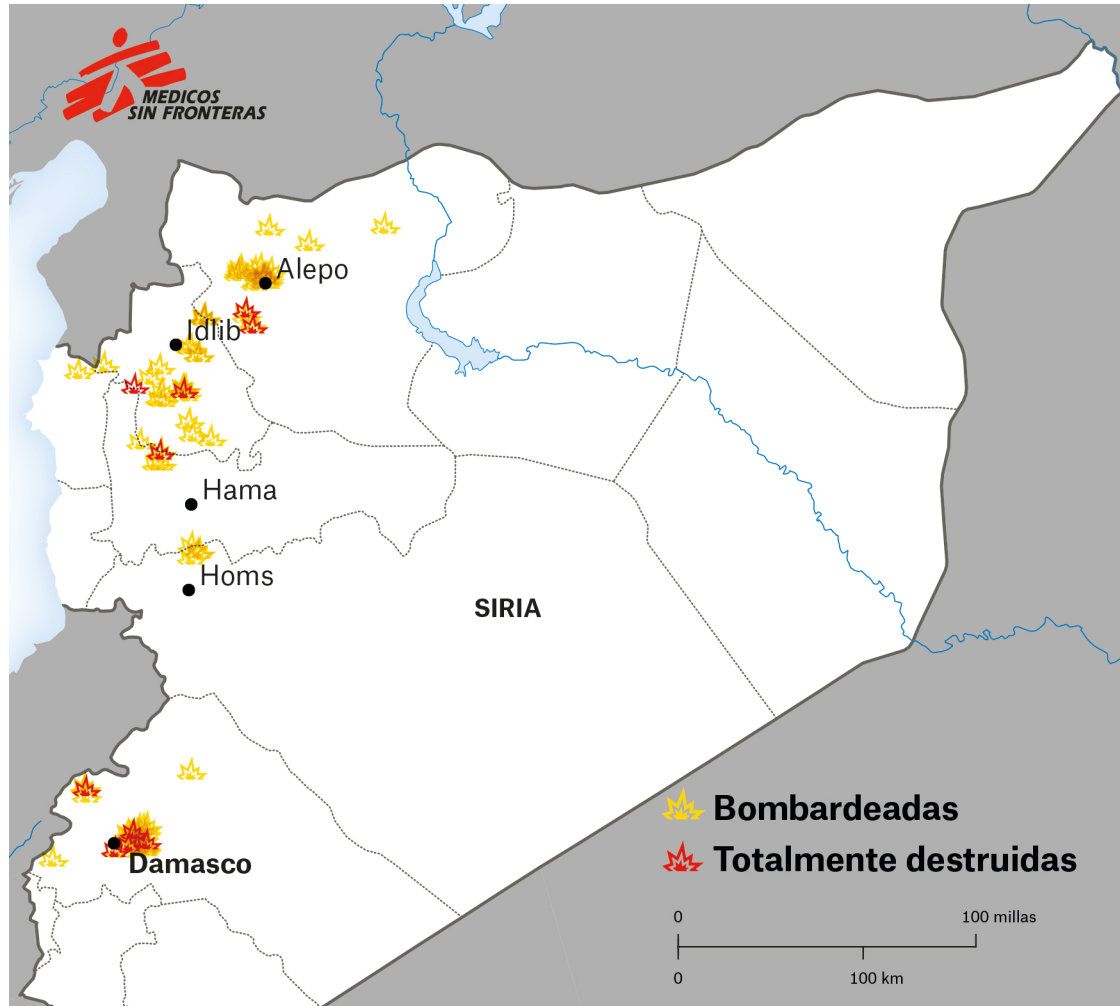 MEDICOS
SIN FRONTERAS
Alepo
Idlib
Hama
Homs
SIRIA
Damasco
Bombardeadas
Totalmente destruidas
0
100 millas
0
100 km